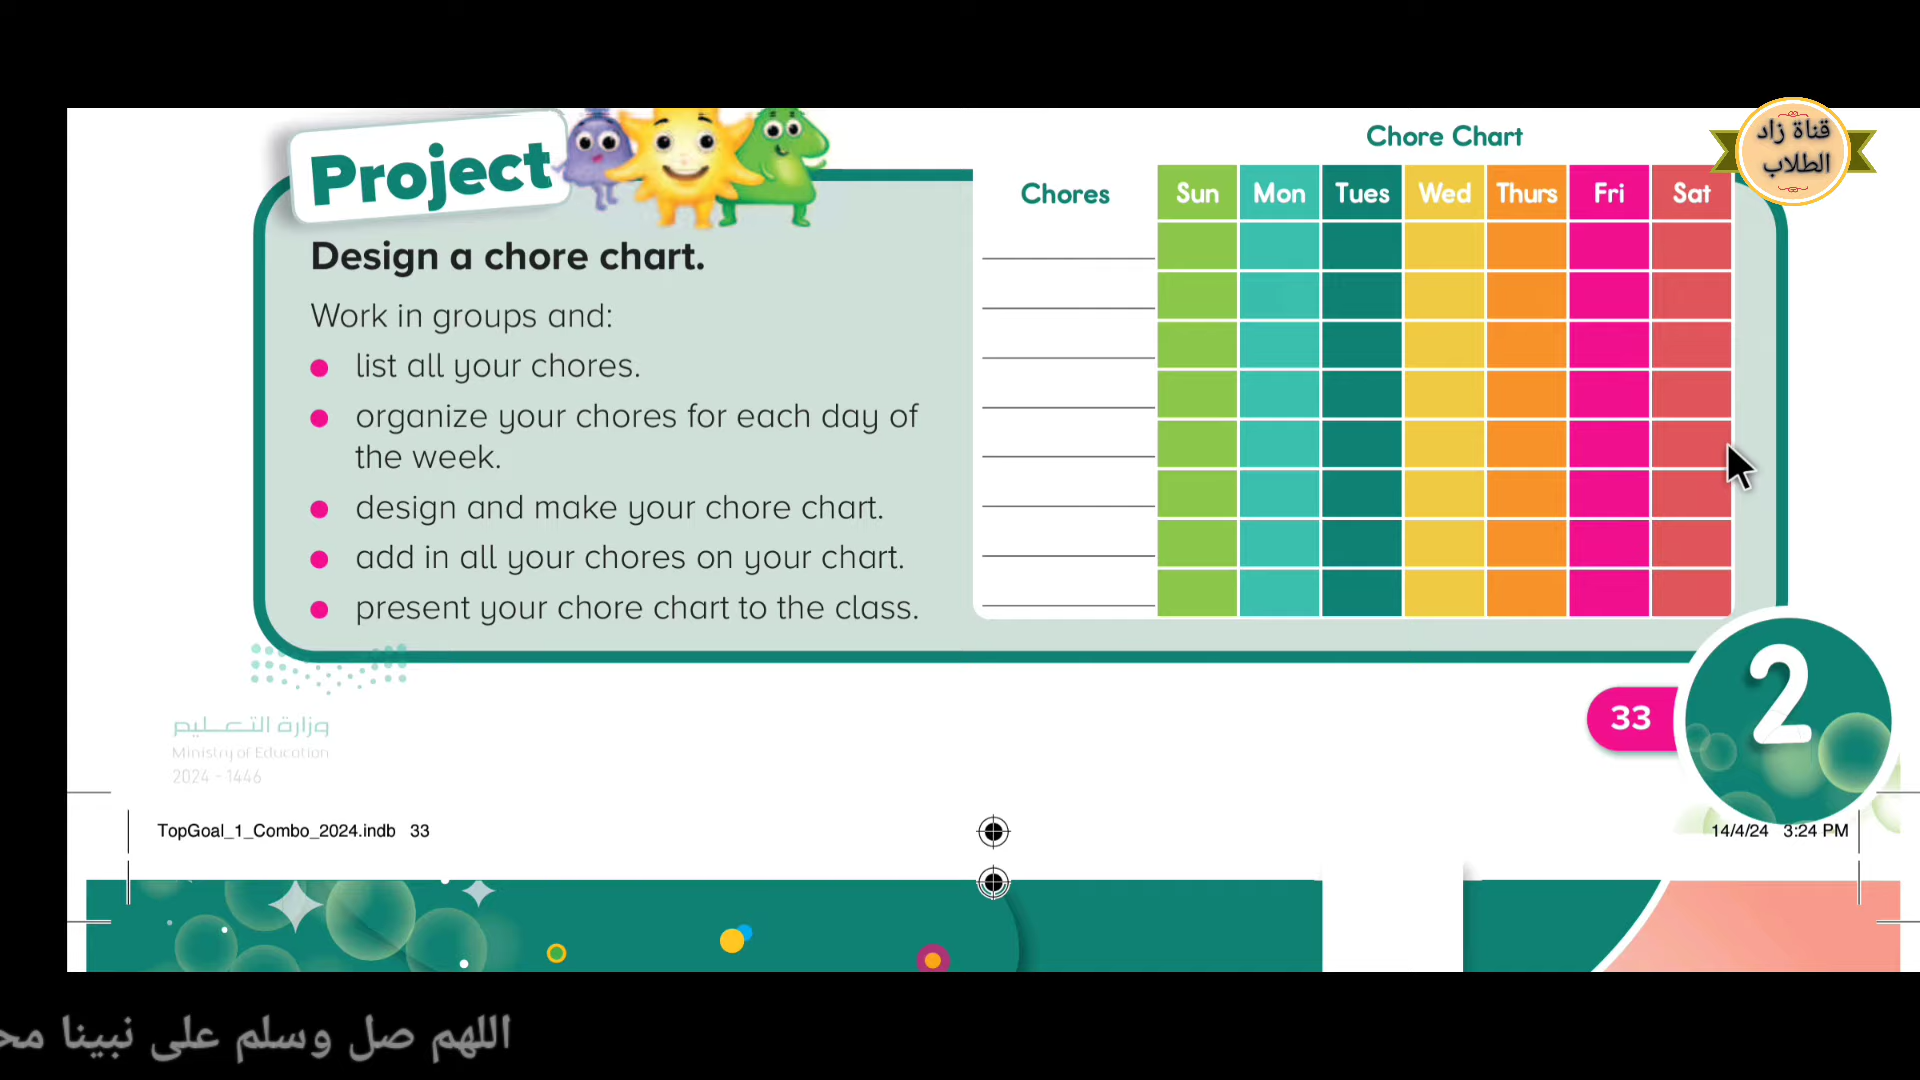 Project
Design a chore chart.
Work in groups and:
list all your chores.
organize your chores for each day of
the week.
design and make your chore chart.
add in all your chores on your chart.
present your chore chart to the class.
Chore Chart
Chores Sun Mon Tues Wed Thurs Fri Sat
قناة زاد
الطلاب
33
2
وزارة التعليم
Ministry of Education
2024 - 1446
TopGoal_1_Combo_2024.indb 33
14/4/24 3:24 PM
اللهم صل وسلم على نبينا